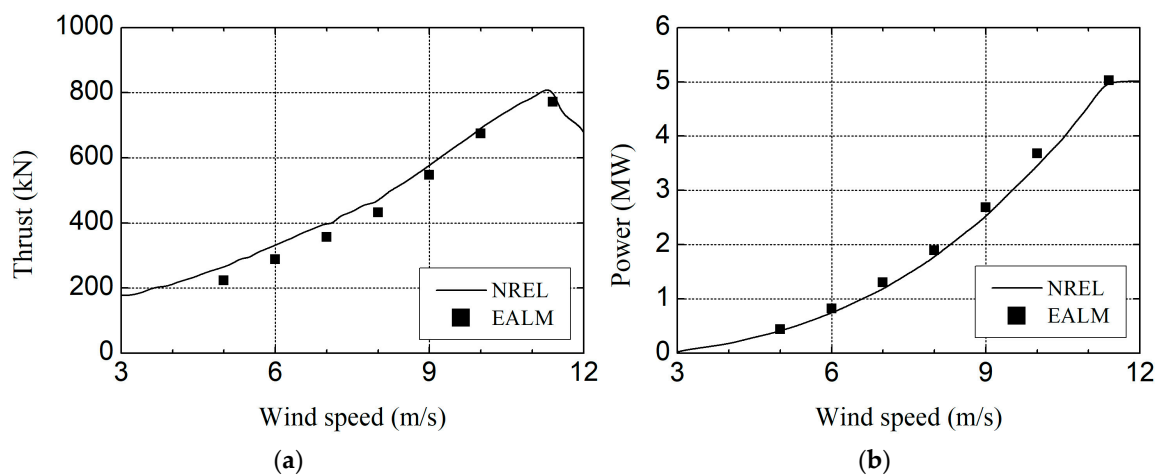 1000
800
600
400
200
0
3 6 9 12
Thrust (kN)
Wind speed (m/s)
NREL
EALM
(a)
6
5
4
3
2
1
0
3 6 9 12
Power (MW)
Wind speed (m/s)
NREL
EALM
(b)